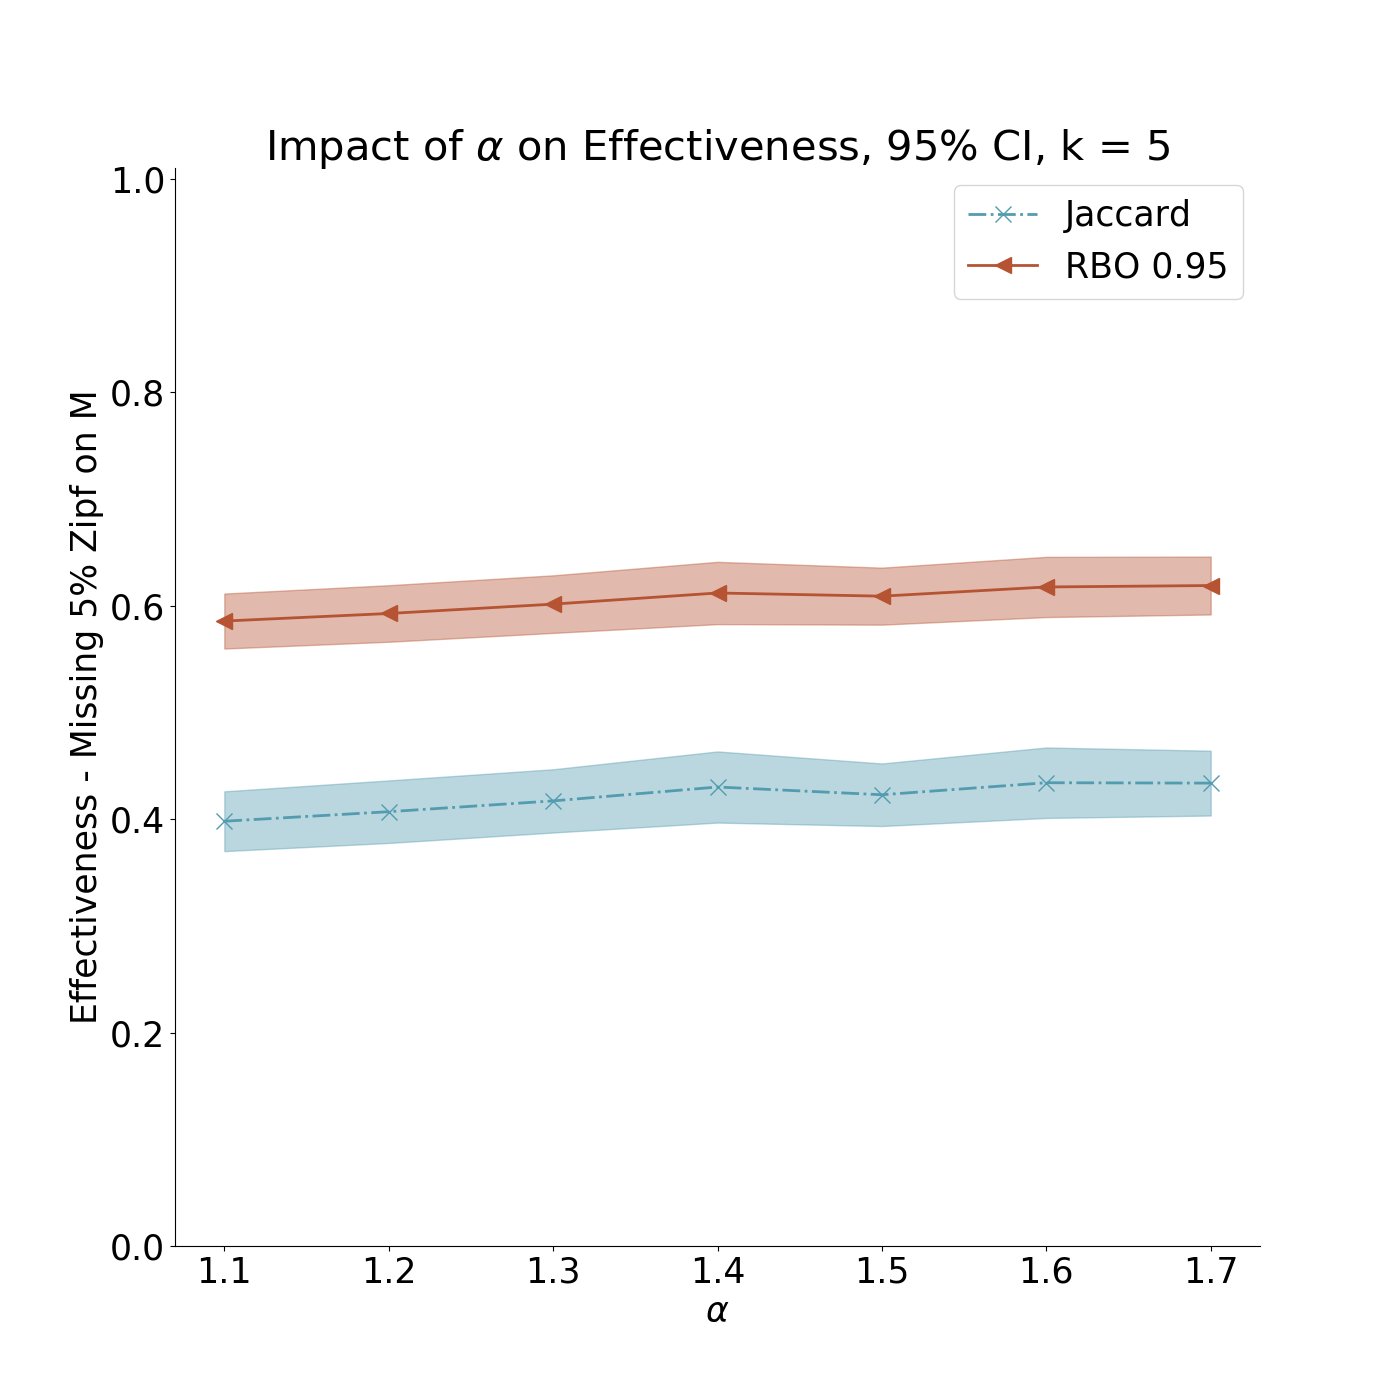 Impact of α on Effectiveness, 95% CI, k = 5
Jaccard
RBO 0.95
Effectiveness - Missing 5% Zipf on M
1.0
0.8
0.6
0.4
0.2
0.0
1.1 1.2 1.3 1.4 1.5 1.6 1.7
α